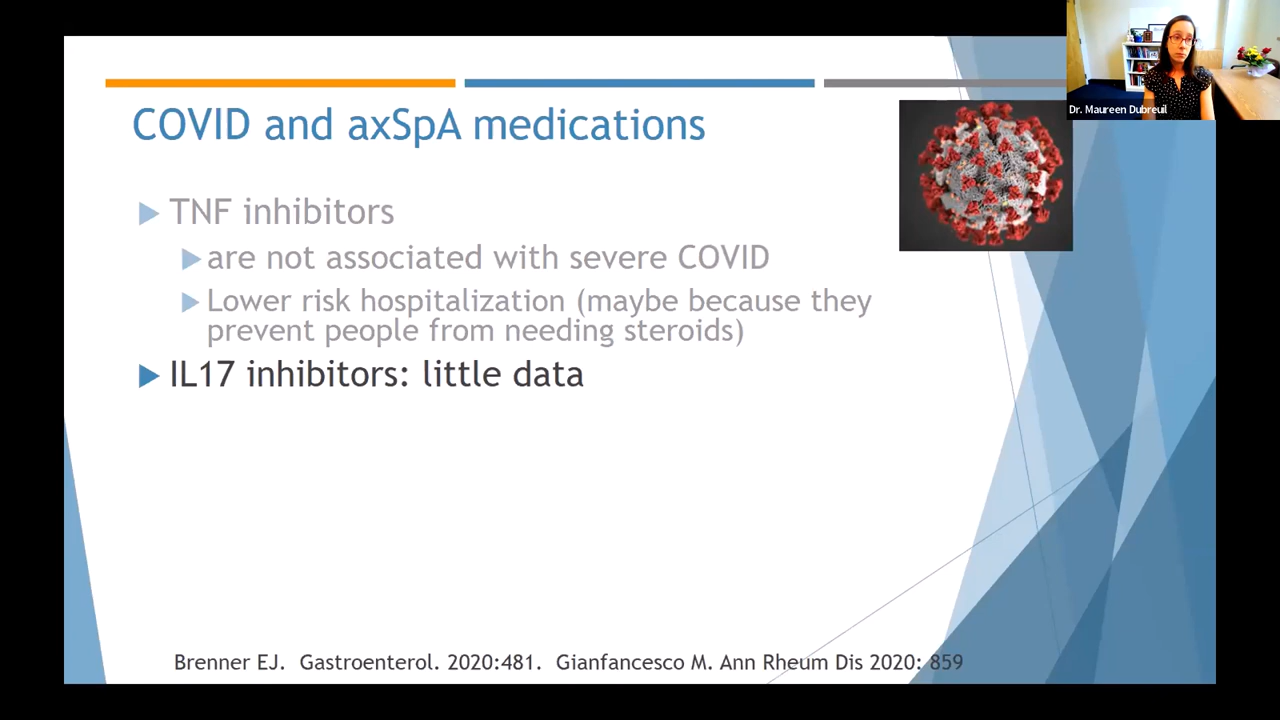 Dr. Maureen Dubreuil
COVID and axSpA medications
TNF inhibitors
are not associated with severe COVID
Lower risk hospitalization (maybe because they
prevent people from needing steroids)
IL17 inhibitors: little data
Brenner EJ. Gastroenterol. 2020:481. Gianfancesco M. Ann Rheum Dis 2020: 859